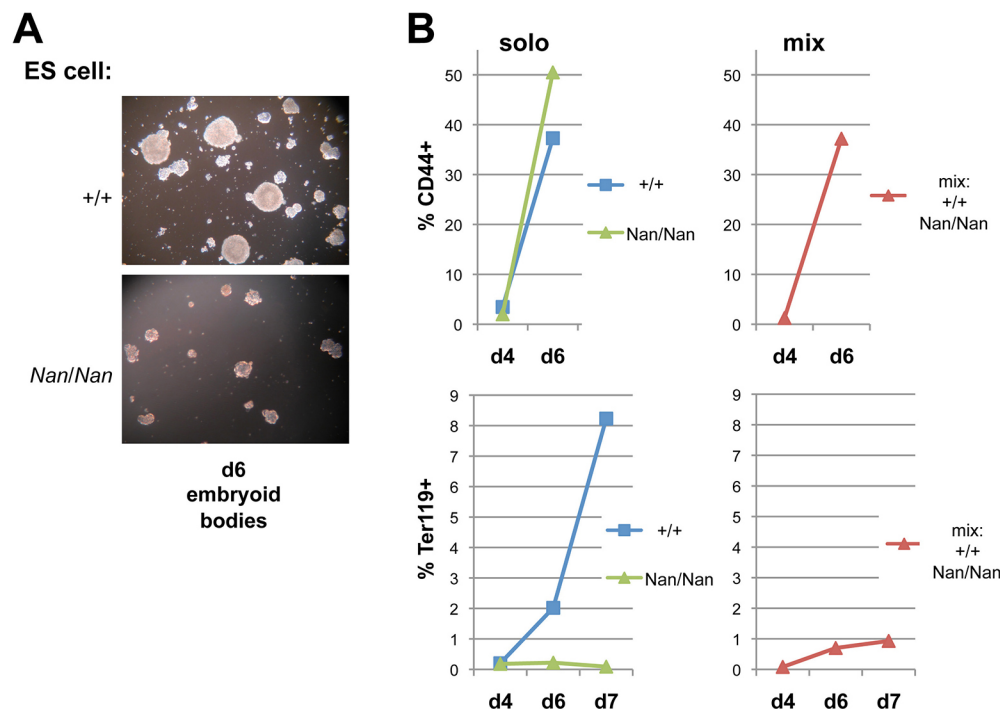 A
ES cell:
+/+
Nan/Nan
d6
embryoid
bodies
B
solo
% CD44+
50
40
30
20
10
0
d4 d6
+/+
Nan/Nan
mix
50
40
30
20
10
0
d4 d6
mix:
+/+
Nan/Nan
% Ter119+
9
8
7
6
5
4
3
2
1
0
d4 d6 d7
+/+
Nan/Nan
9
8
7
6
5
4
3
2
1
0
d4 d6 d7
mix:
+/+
Nan/Nan